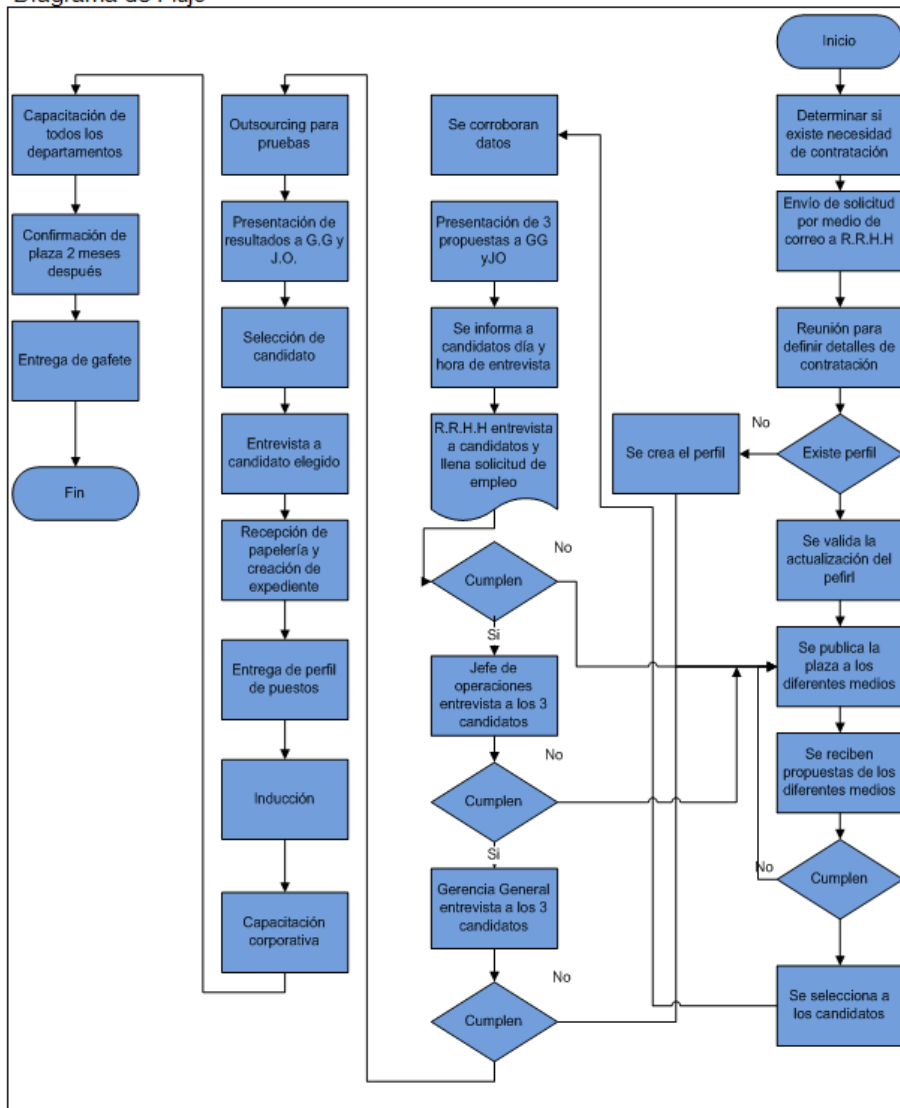 Diagrama de Flujo
Inicio
Determinar si
existe necesidad
de contratación
Envío de solicitud
por medio de
correo a R.R.H.H
Reunión para
definir detalles de
contratación
Existe perfil
No
Se crea el perfil
Se valida la
actualización del
pefirl
Se publica la
plaza a los
diferentes medios
Se reciben
propuestas de los
diferentes medios
Cumplen
No
Se selecciona a
los candidatos
Se corroboran
datos
Presentación de 3
propuestas a GG
yJO
Se informa a
candidatos día y
hora de entrevista
R.R.H.H entrevista
a candidatos y
llena solicitud de
empleo
Cumplen
No
Si
Jefe de
operaciones
entrevista a los 3
candidatos
Cumplen
No
Si
Gerencia General
entrevista a los 3
candidatos
Cumplen
No
Outsourcing para
pruebas
Presentación de
resultados a G.G y
J.O.
Selección de
candidato
Entrevista a
candidato elegido
Recepción de
papelería y
creación de
expediente
Entrega de perfil
de puestos
Inducción
Capacitación
corporativa
Capacitación de
todos los
departamentos
Confirmación de
plaza 2 meses
después
Entrega de gafete
Fin